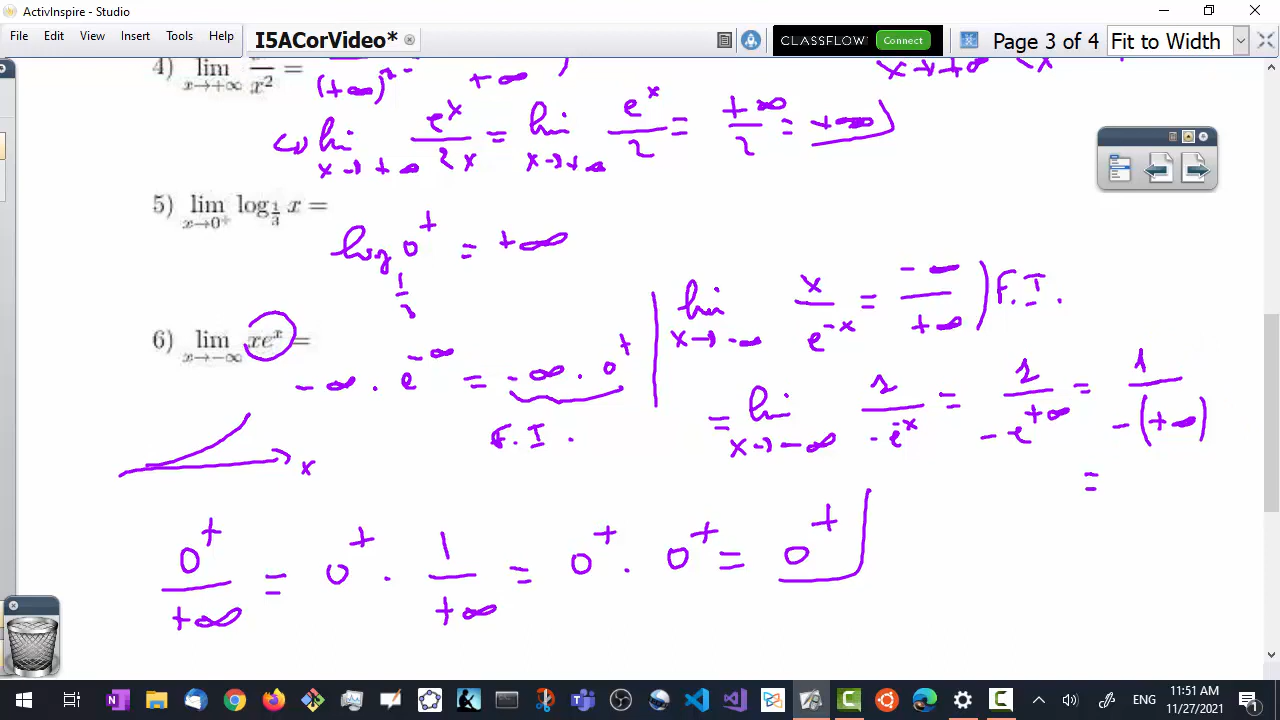 ActivInspire - Studio
File Edit View Insert Tools Help
I5ACorVideo*
CLASSFLOW Connect
Page 3 of 4
Fit to Width
4) lim x→+∞ / x² =
(+∞)²
+∞
x→+∞
lim x→+∞ eˣ/2x = lim x→+∞ eˣ/2 = +∞/2 = +∞
5) lim x→0⁺ log 1/3 x =
log 1/3 0⁺ = +∞
6) lim x→-∞ xeˣ =
-∞ · e^-∞ = -∞ · 0⁺
F.I.
x
lim x→-∞ x/e^-x = -∞/+∞ ) F.I.
= lim x→-∞ 1/-e^-x = 1/-e^+∞ = 1/-(+∞)
=
0⁺/+∞ = 0⁺ · 1/+∞ = 0⁺ · 0⁺ = 0⁺
ENG
11:51 AM
11/27/2021